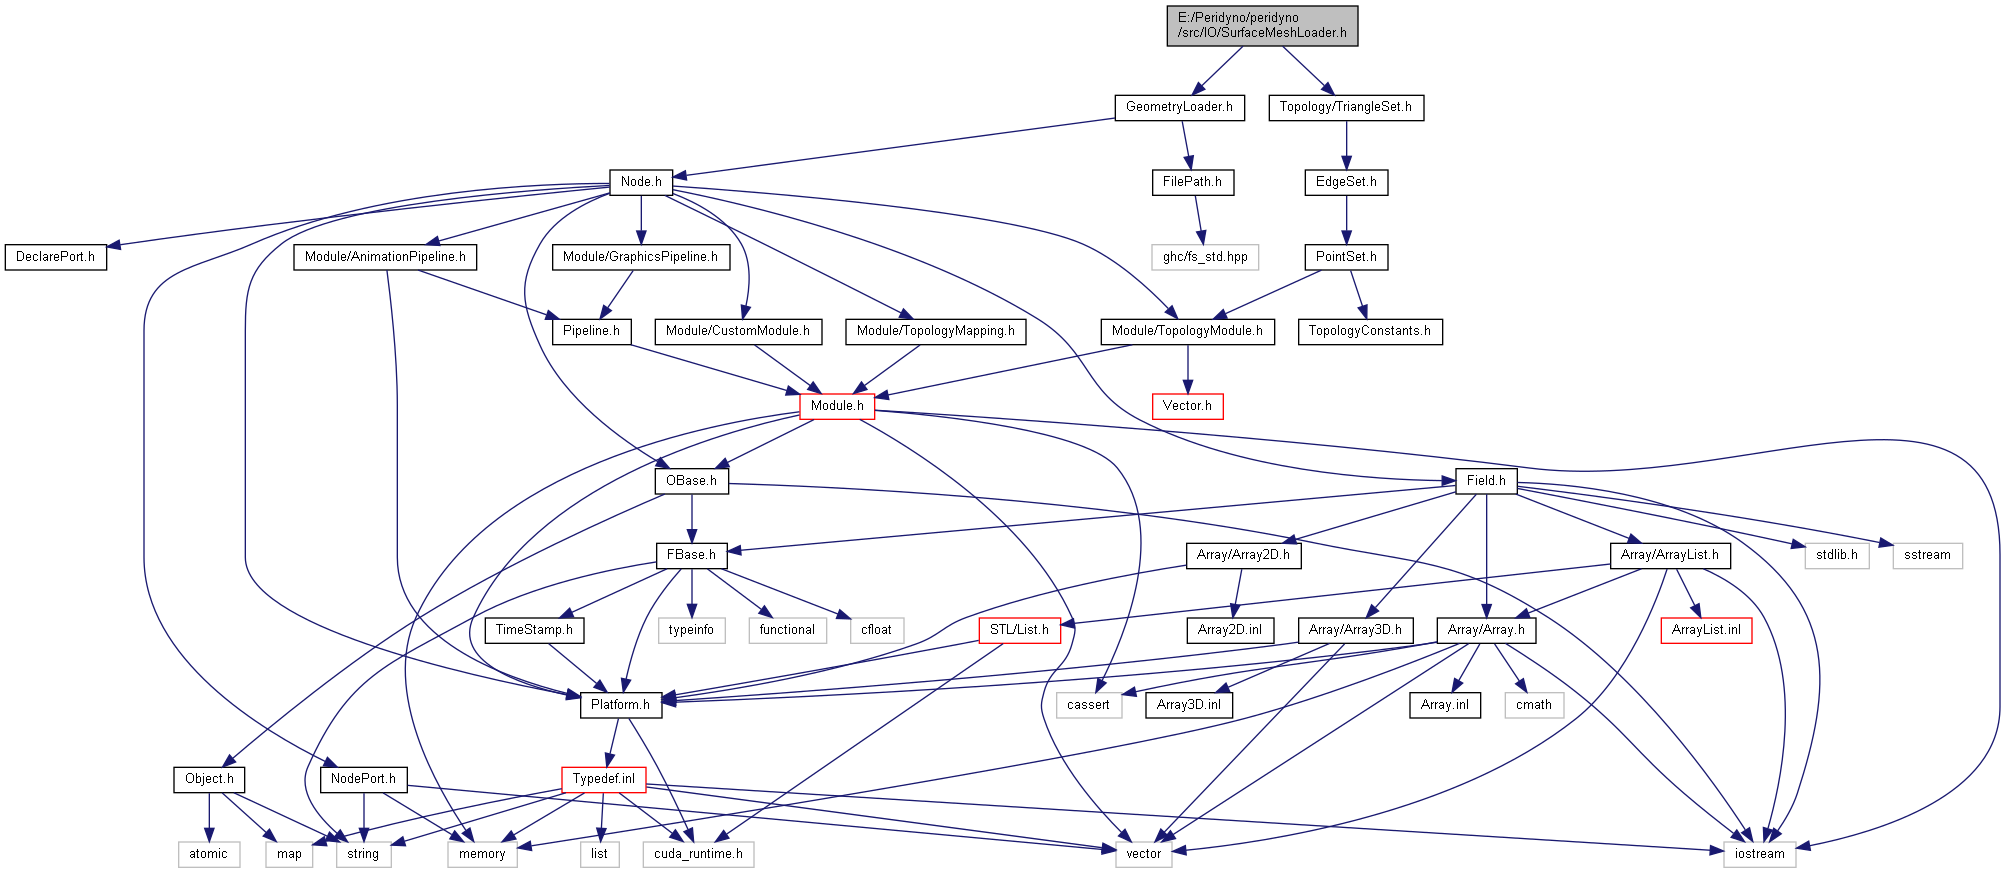 E:/Peridyno/peridyno
/src/IO/SurfaceMeshLoader.h
GeometryLoader.h
Topology/TriangleSet.h
Node.h
FilePath.h
EdgeSet.h
DeclarePort.h
Module/AnimationPipeline.h
Module/GraphicsPipeline.h
ghc/fs_std.hpp
PointSet.h
Pipeline.h
Module/CustomModule.h
Module/TopologyMapping.h
Module/TopologyModule.h
TopologyConstants.h
Module.h
Vector.h
OBase.h
Field.h
FBase.h
Array/Array2D.h
Array/ArrayList.h
stdlib.h
sstream
TimeStamp.h
typeinfo
functional
cfloat
STL/List.h
Array2D.inl
Array/Array3D.h
Array/Array.h
ArrayList.inl
Platform.h
cassert
Array3D.inl
Array.inl
cmath
Object.h
NodePort.h
Typedef.inl
atomic
map
string
memory
list
cuda_runtime.h
vector
iostream